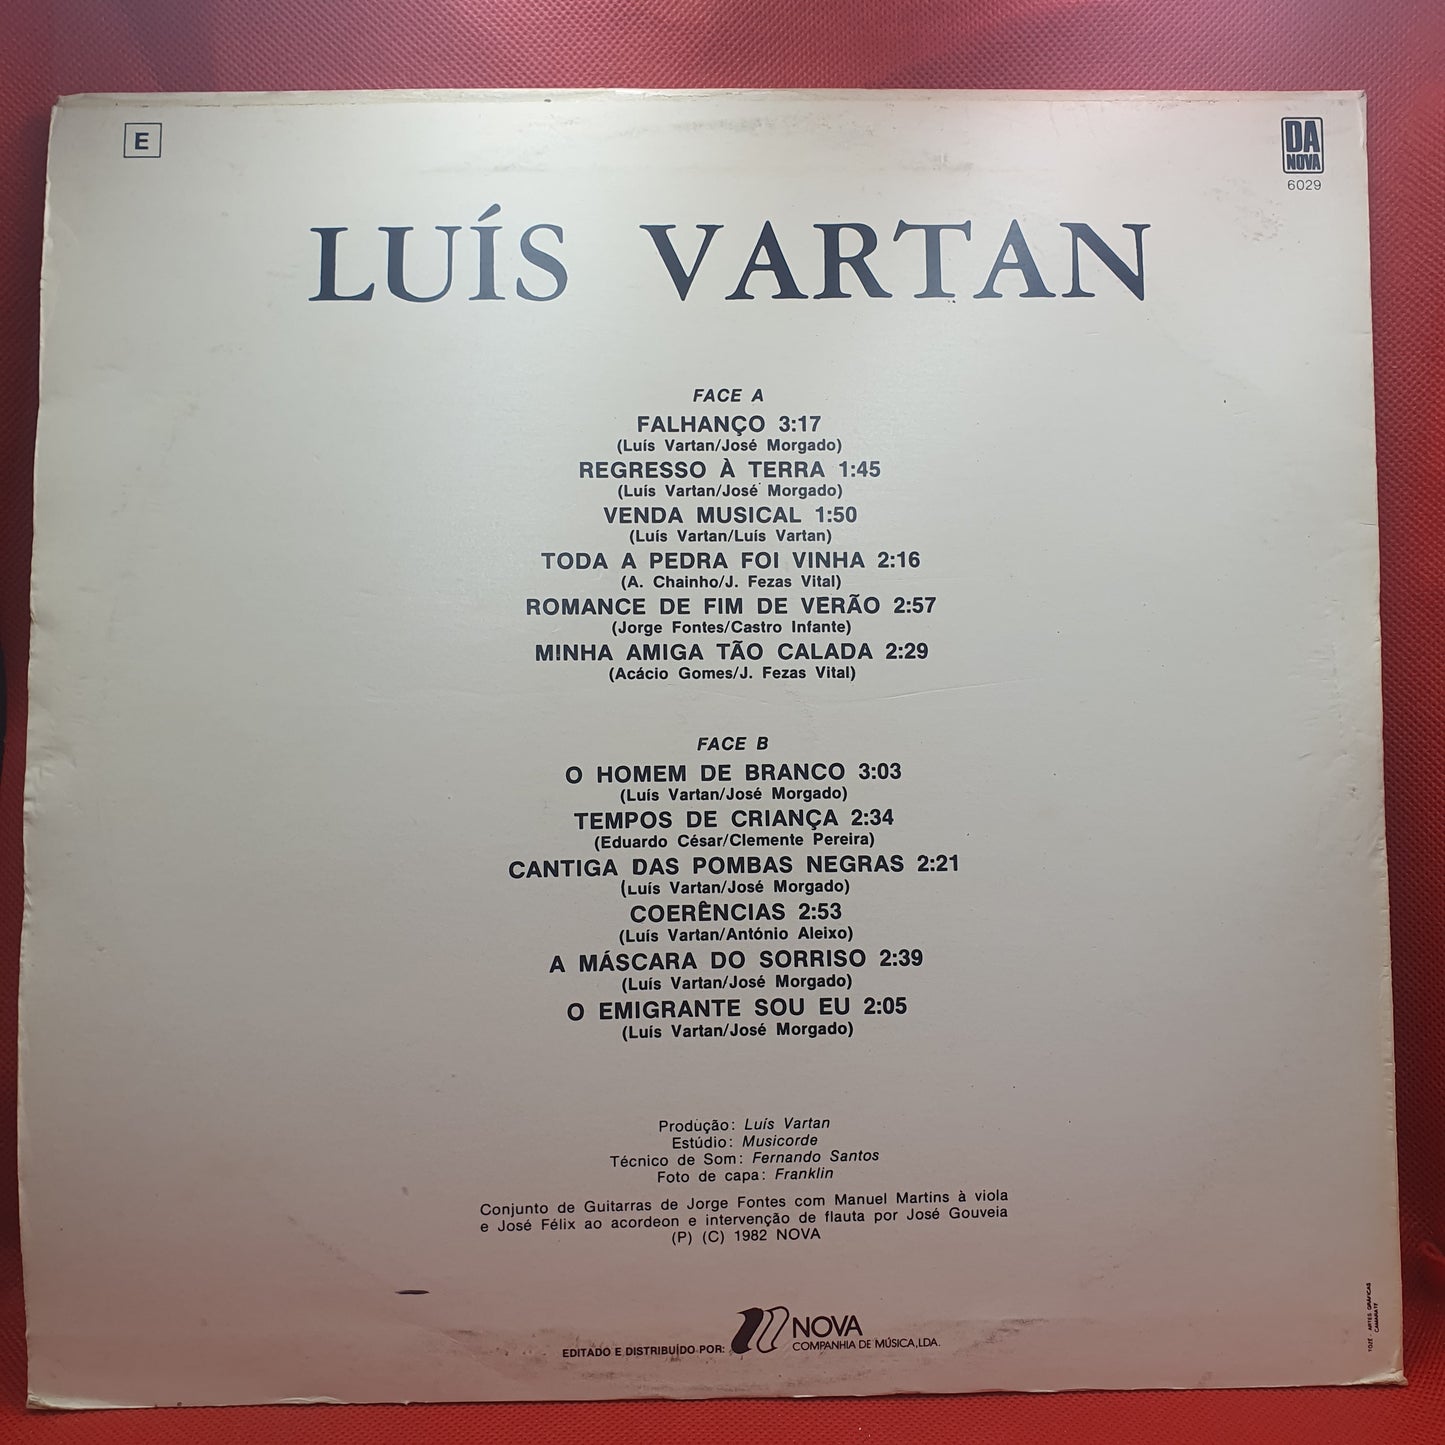 E
DA
NOVA
6029
LUÍS VARTAN
FACE A
FALHANÇO 3:17
(Luís Vartan/José Morgado)
REGRESSO À TERRA 1:45
(Luís Vartan/José Morgado)
VENDA MUSICAL 1:50
(Luís Vartan/Luís Vartan)
TODA A PEDRA FOI VINHA 2:16
(A. Chainho/J. Fezas Vital)
ROMANCE DE FIM DE VERÃO 2:57
(Jorge Fontes/Castro Infante)
MINHA AMIGA TÃO CALADA 2:29
(Acácio Gomes/J. Fezas Vital)
FACE B
O HOMEM DE BRANCO 3:03
(Luís Vartan/José Morgado)
TEMPOS DE CRIANÇA 2:34
(Eduardo César/Clemente Pereira)
CANTIGA DAS POMBAS NEGRAS 2:21
(Luís Vartan/José Morgado)
COERÊNCIAS 2:53
(Luís Vartan/António Aleixo)
A MÁSCARA DO SORRISO 2:39
(Luís Vartan/José Morgado)
O EMIGRANTE SOU EU 2:05
(Luís Vartan/José Morgado)
Produção: Luís Vartan
Estúdio: Musicorde
Técnico de Som: Fernando Santos
Foto de capa: Franklin
Conjunto de Guitarras de Jorge Fontes com Manuel Martins à viola
e José Félix ao acordeon e intervenção de flauta por José Gouveia
(P) (C) 1982 NOVA
EDITADO E DISTRIBUÍDO POR: NOVA
COMPANHIA DE MÚSICA, LDA.
TOZE - ARTES GRÁFICAS
CAMARATE